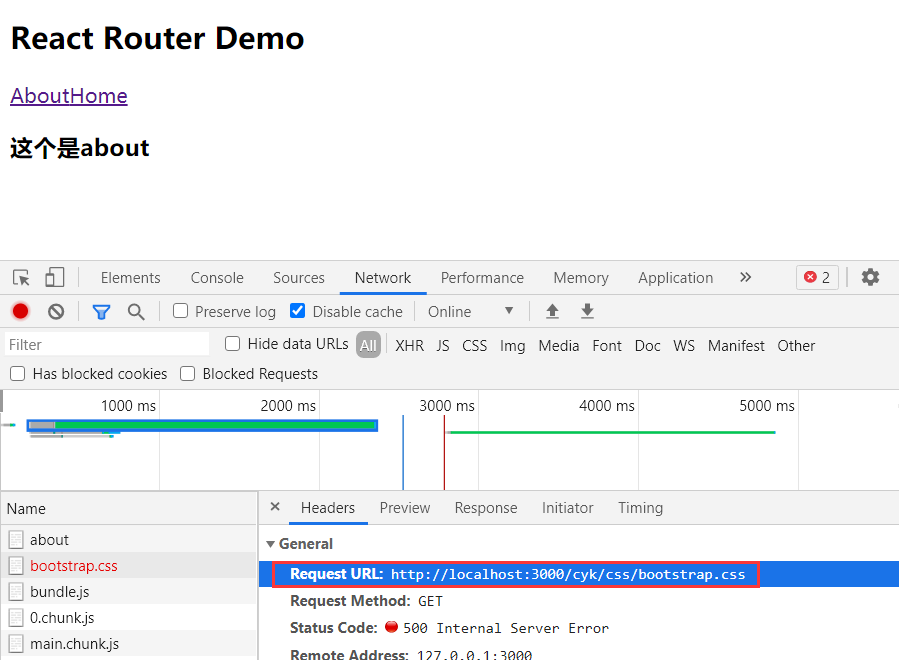 React Router Demo
AboutHome
这个是about
Elements Console Sources Network Performance Memory Application » 2
Preserve log Disable cache Online ▼
Filter Hide data URLs All XHR JS CSS Img Media Font Doc WS Manifest Other
Has blocked cookies Blocked Requests
1000 ms 2000 ms 3000 ms 4000 ms 5000 ms
Name × Headers Preview Response Initiator Timing
▼ General
about
bootstrap.css
Request URL: http://localhost:3000/cyk/css/bootstrap.css
bundle.js
Request Method: GET
0.chunk.js
Status Code: 500 Internal Server Error
main.chunk.js
Remote Address: 127.0.0.1:3000